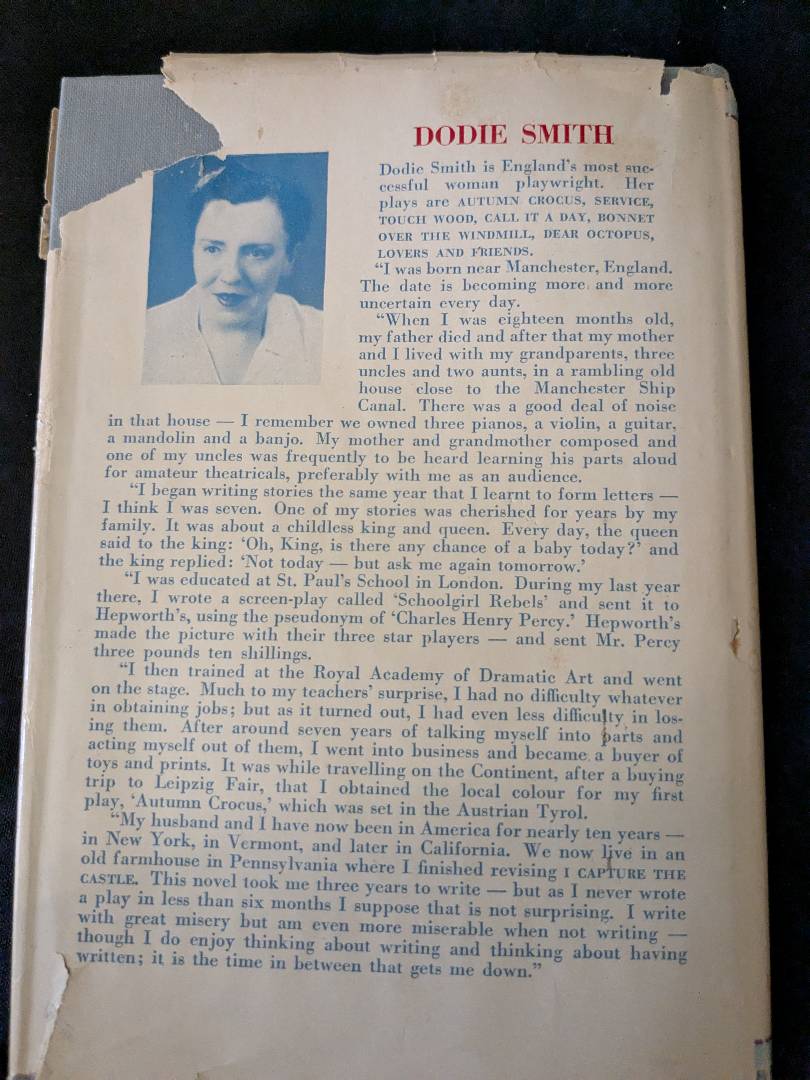 DODIE SMITH
Dodie Smith is England's most suc-
cessful woman playwright. Her
plays are AUTUMN CROCUS, SERVICE,
TOUCH WOOD, CALL IT A DAY, BONNET
OVER THE WINDMILL, DEAR OCTOPUS,
LOVERS AND FRIENDS.
"I was born near Manchester, England.
The date is becoming more and more
uncertain every day.
"When I was eighteen months old,
my father died and after that my mother
and I lived with my grandparents, three
uncles and two aunts, in a rambling old
house close to the Manchester Ship
Canal. There was a good deal of noise
in that house — I remember we owned three pianos, a violin, a guitar,
a mandolin and a banjo. My mother and grandmother composed and
one of my uncles was frequently to be heard learning his parts aloud
for amateur theatricals, preferably with me as an audience.
"I began writing stories the same year that I learnt to form letters —
I think I was seven. One of my stories was cherished for years by my
family. It was about a childless king and queen. Every day, the queen
said to the king: 'Oh, King, is there any chance of a baby today?' and
the king replied: 'Not today — but ask me again tomorrow.'
"I was educated at St. Paul's School in London. During my last year
there, I wrote a screen-play called 'Schoolgirl Rebels' and sent it to
Hepworth's, using the pseudonym of 'Charles Henry Percy.' Hepworth's
made the picture with their three star players — and sent Mr. Percy
three pounds ten shillings.
"I then trained at the Royal Academy of Dramatic Art and went
on the stage. Much to my teachers' surprise, I had no difficulty whatever
in obtaining jobs; but as it turned out, I had even less difficulty in los-
ing them. After around seven years of talking myself into parts and
acting myself out of them, I went into business and became a buyer of
toys and prints. It was while travelling on the Continent, after a buying
trip to Leipzig Fair, that I obtained the local colour for my first
play, 'Autumn Crocus,' which was set in the Austrian Tyrol.
"My husband and I have now been in America for nearly ten years —
in New York, in Vermont, and later in California. We now live in an
old farmhouse in Pennsylvania where I finished revising I CAPTURE THE
CASTLE. This novel took me three years to write — but as I never wrote
a play in less than six months I suppose that is not surprising. I write
with great misery but am even more miserable when not writing —
though I do enjoy thinking about writing and thinking about having
written; it is the time in between that gets me down."